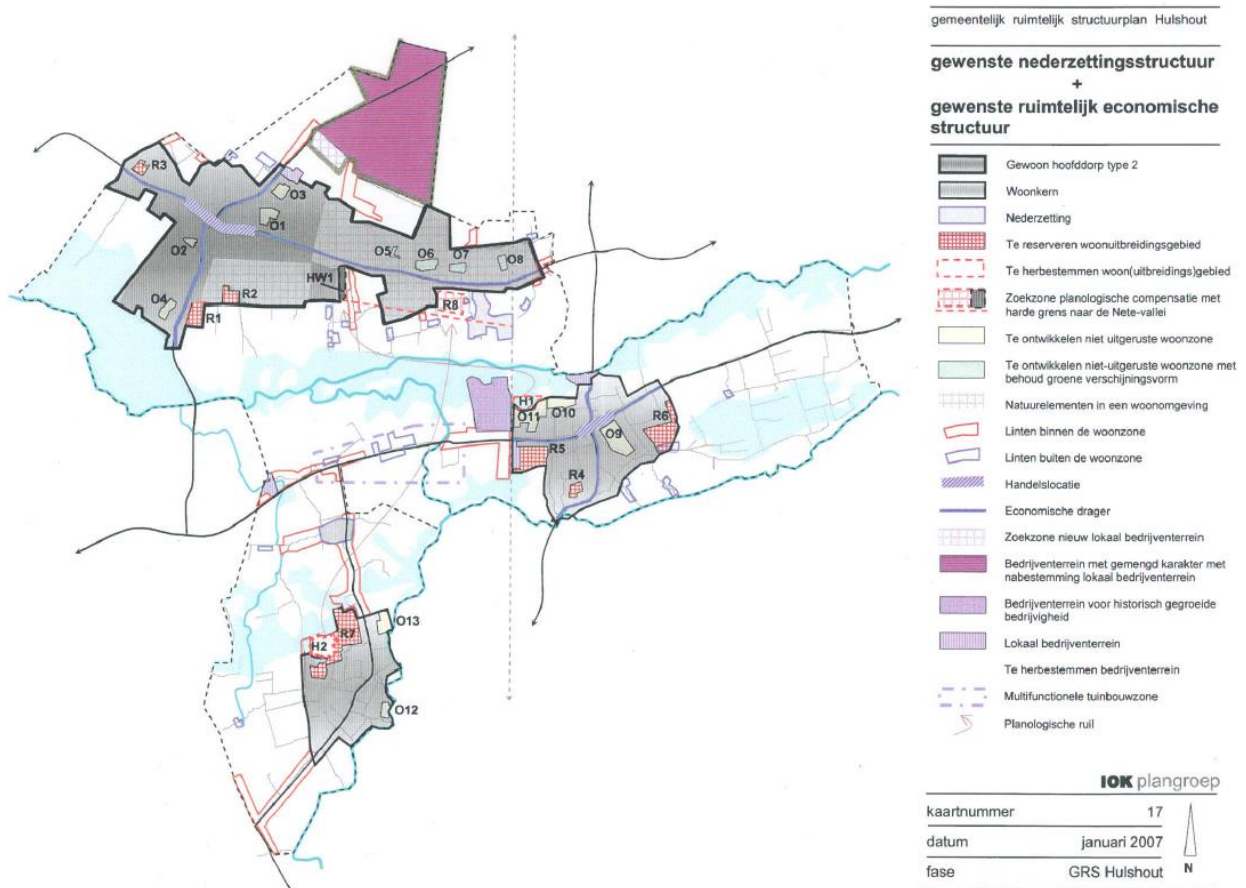 gemeentelijk ruimtelijk structuurplan Hulshout
gewenste nederzettingsstructuur
+
gewenste ruimtelijk economische
structuur
Gewoon hoofddorp type 2
Woonkern
Nederzetting
Te reserveren woonuitbreidingsgebied
Te herbestemmen woon(uitbreidings)gebied
Zoekzone planologische compensatie met
harde grens naar de Nete-vallei
Te ontwikkelen niet uitgeruste woonzone
Te ontwikkelen niet-uitgeruste woonzone met
behoud groene verschijningsvorm
Natuurelementen in een woonomgeving
Linten binnen de woonzone
Linten buiten de woonzone
Handelslocatie
Economische drager
Zoekzone nieuw lokaal bedrijventerrein
Bedrijventerrein met gemengd karakter met
nabestemming lokaal bedrijventerrein
Bedrijventerrein voor historisch gegroeide
bedrijvigheid
Lokaal bedrijventerrein
Te herbestemmen bedrijventerrein
Multifunctionele tuinbouwzone
Planologische ruil
IOK plangroep
kaartnummer 17
datum januari 2007
fase GRS Hulshout
N
R3
O3
O1
O2
O5
O6
O7
O8
HW1
O4
R2
R1
R8
H1
O10
O11
R6
O9
R5
R4
O13
R7
H2
O12